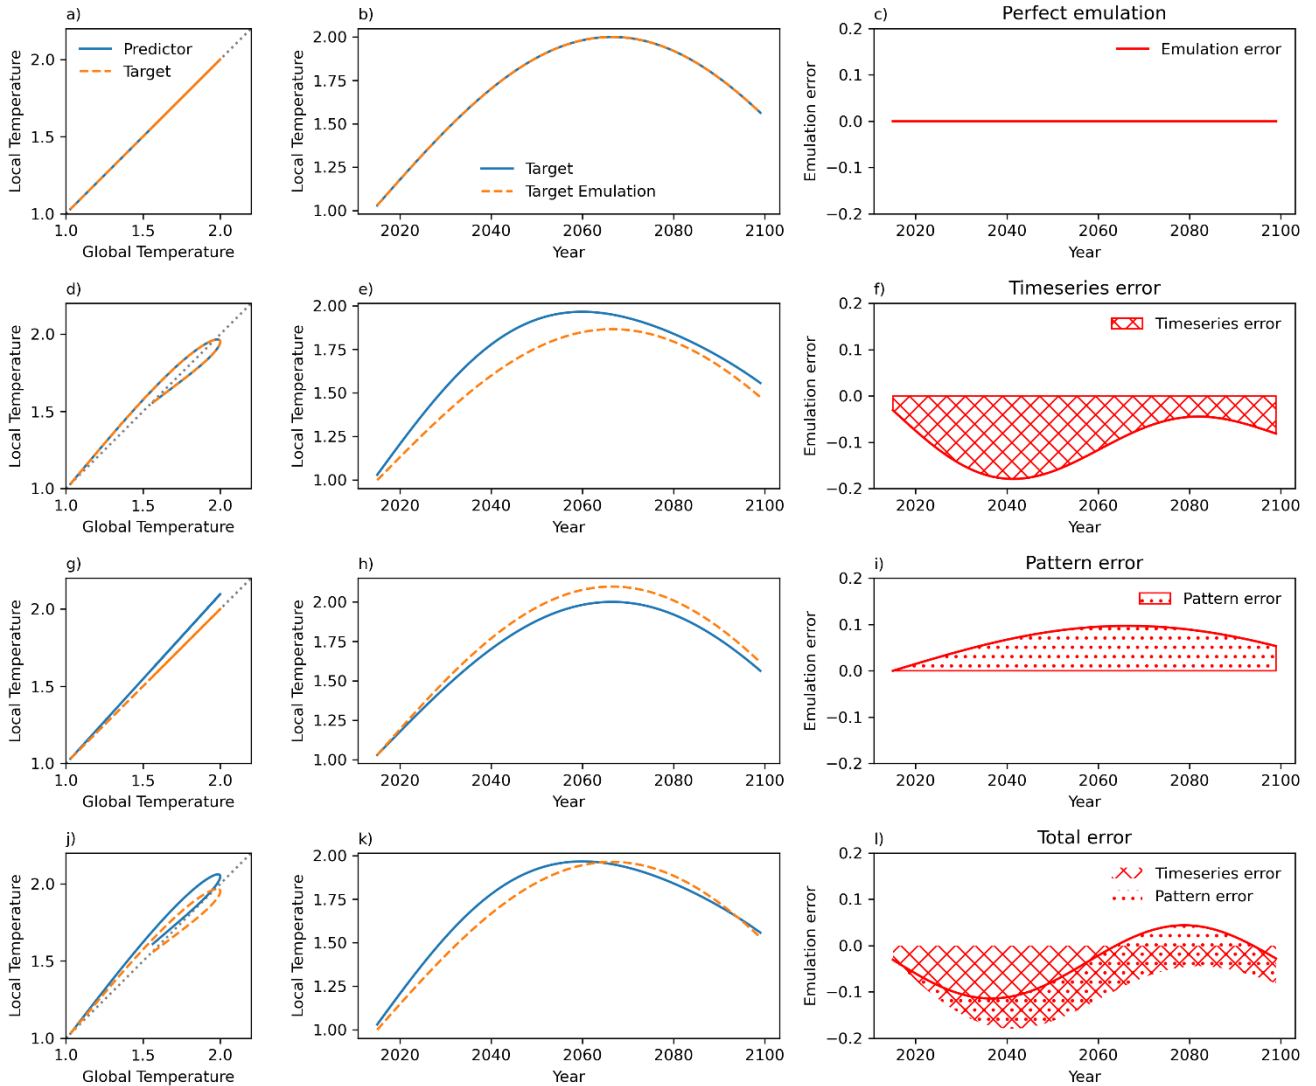 a)
Predictor
Target
2.0
1.5
1.0
1.0 1.5 2.0
Local Temperature
Global Temperature
b)
2.00
1.75
1.50
1.25
1.00
Target
Target Emulation
2020 2040 2060 2080 2100
Local Temperature
Year
c)
Perfect emulation
Emulation error
0.2
0.1
0.0
−0.1
−0.2
2020 2040 2060 2080 2100
Emulation error
Year
d)
2.0
1.5
1.0
1.0 1.5 2.0
Local Temperature
Global Temperature
e)
2.00
1.75
1.50
1.25
1.00
2020 2040 2060 2080 2100
Local Temperature
Year
f)
Timeseries error
Timeseries error
0.2
0.1
0.0
−0.1
−0.2
2020 2040 2060 2080 2100
Emulation error
Year
g)
2.0
1.5
1.0
1.0 1.5 2.0
Local Temperature
Global Temperature
h)
2.00
1.75
1.50
1.25
1.00
2020 2040 2060 2080 2100
Local Temperature
Year
i)
Pattern error
Pattern error
0.2
0.1
0.0
−0.1
−0.2
2020 2040 2060 2080 2100
Emulation error
Year
j)
2.0
1.5
1.0
1.0 1.5 2.0
Local Temperature
Global Temperature
k)
2.00
1.75
1.50
1.25
1.00
2020 2040 2060 2080 2100
Local Temperature
Year
l)
Total error
Timeseries error
Pattern error
0.2
0.1
0.0
−0.1
−0.2
2020 2040 2060 2080 2100
Emulation error
Year